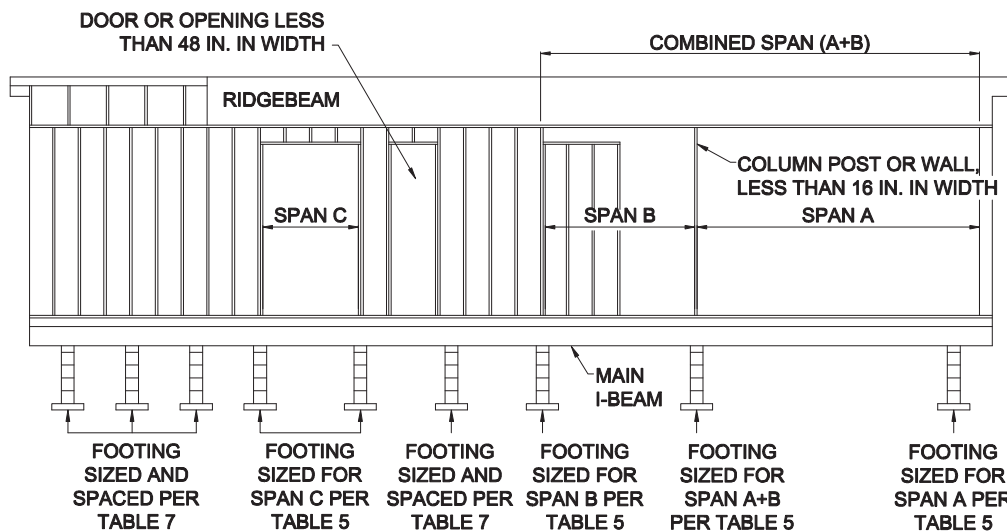 DOOR OR OPENING LESS
THAN 48 IN. IN WIDTH
COMBINED SPAN (A+B)
RIDGEBEAM
COLUMN POST OR WALL,
LESS THAN 16 IN. IN WIDTH
SPAN C
SPAN B
SPAN A
MAIN
I-BEAM
FOOTING
SIZED AND
SPACED PER
TABLE 7
FOOTING
SIZED FOR
SPAN C PER
TABLE 5
FOOTING
SIZED AND
SPACED PER
TABLE 7
FOOTING
SIZED FOR
SPAN B PER
TABLE 5
FOOTING
SIZED FOR
SPAN A+B
PER TABLE 5
FOOTING
SIZED FOR
SPAN A PER
TABLE 5